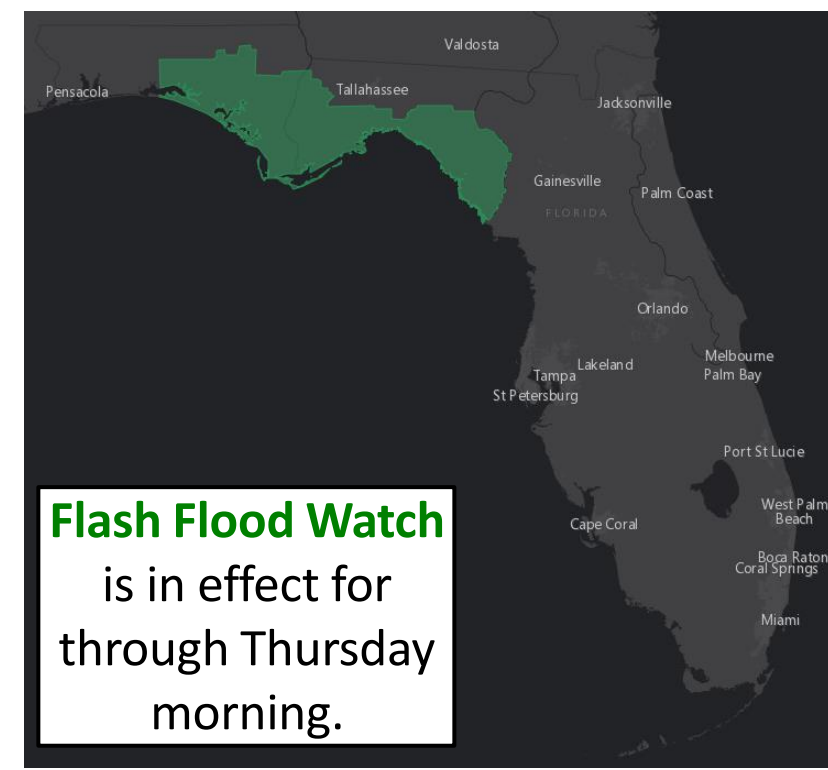 Valdosta
Pensacola
Tallahassee
Jacksonville
Gainesville
Palm Coast
FLORIDA
Orlando
Melbourne
Palm Bay
Lakeland
Tampa
St Petersburg
Port St Lucie
West Palm
Beach
Cape Coral
Boca Raton
Coral Springs
Miami
Flash Flood Watch
is in effect for
through Thursday
morning.